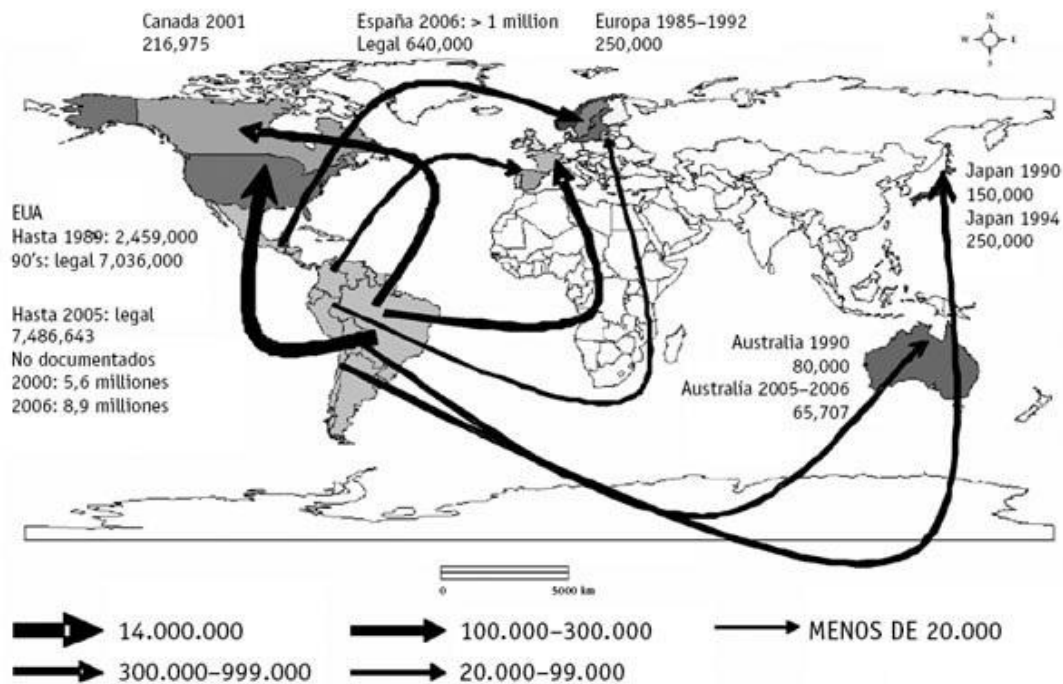 Canada 2001
216,975
España 2006: > 1 million
Legal 640,000
Europa 1985–1992
250,000
N
W E
S
Japan 1990
150,000
Japan 1994
250,000
EUA
Hasta 1989: 2,459,000
90's: legal 7,036,000
Hasta 2005: legal
7,486,643
No documentados
2000: 5,6 milliones
2006: 8,9 milliones
Australia 1990
80,000
Australia 2005–2006
65,707
0 5000 km
14.000.000
100.000–300.000
MENOS DE 20.000
300.000–999.000
20.000–99.000